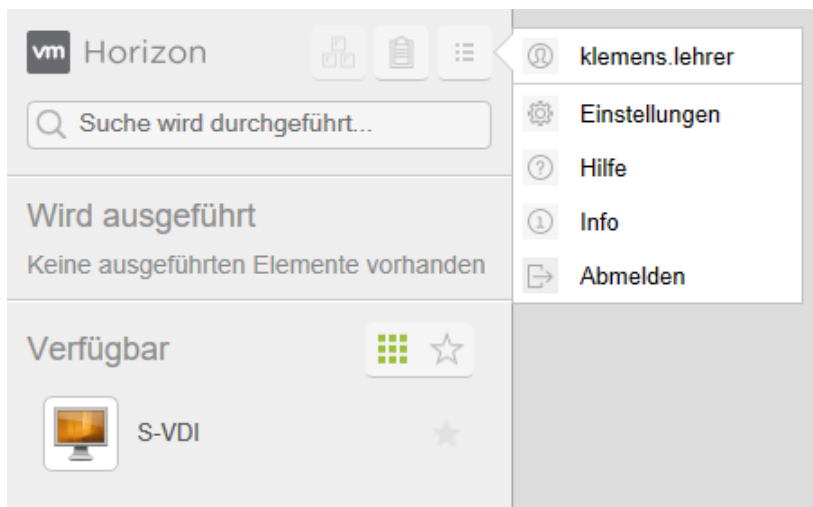 vm Horizon
Suche wird durchgeführt...
Wird ausgeführt
Keine ausgeführten Elemente vorhanden
Verfügbar
S-VDI
klemens.lehrer
Einstellungen
Hilfe
Info
Abmelden